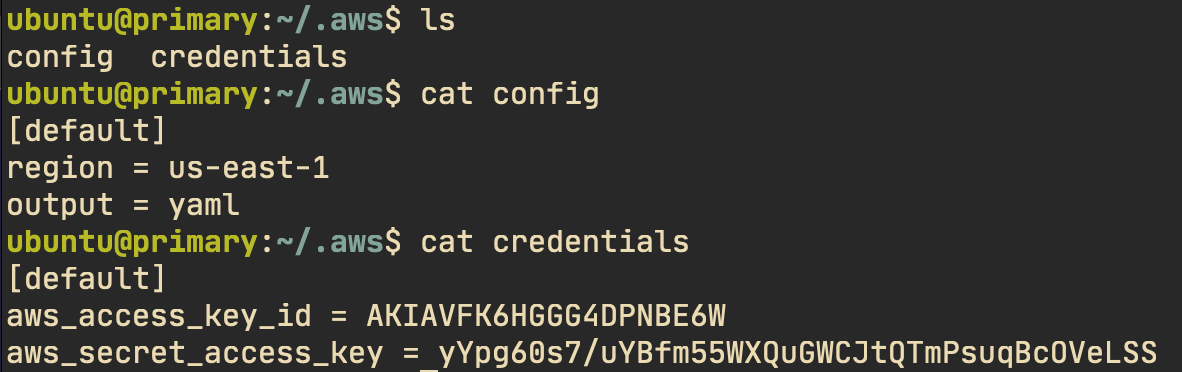 ubuntu@primary:~/.aws$ ls
config  credentials
ubuntu@primary:~/.aws$ cat config
[default]
region = us-east-1
output = yaml
ubuntu@primary:~/.aws$ cat credentials
[default]
aws_access_key_id = AKIAVFK6HGGG4DPNBE6W
aws_secret_access_key = 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